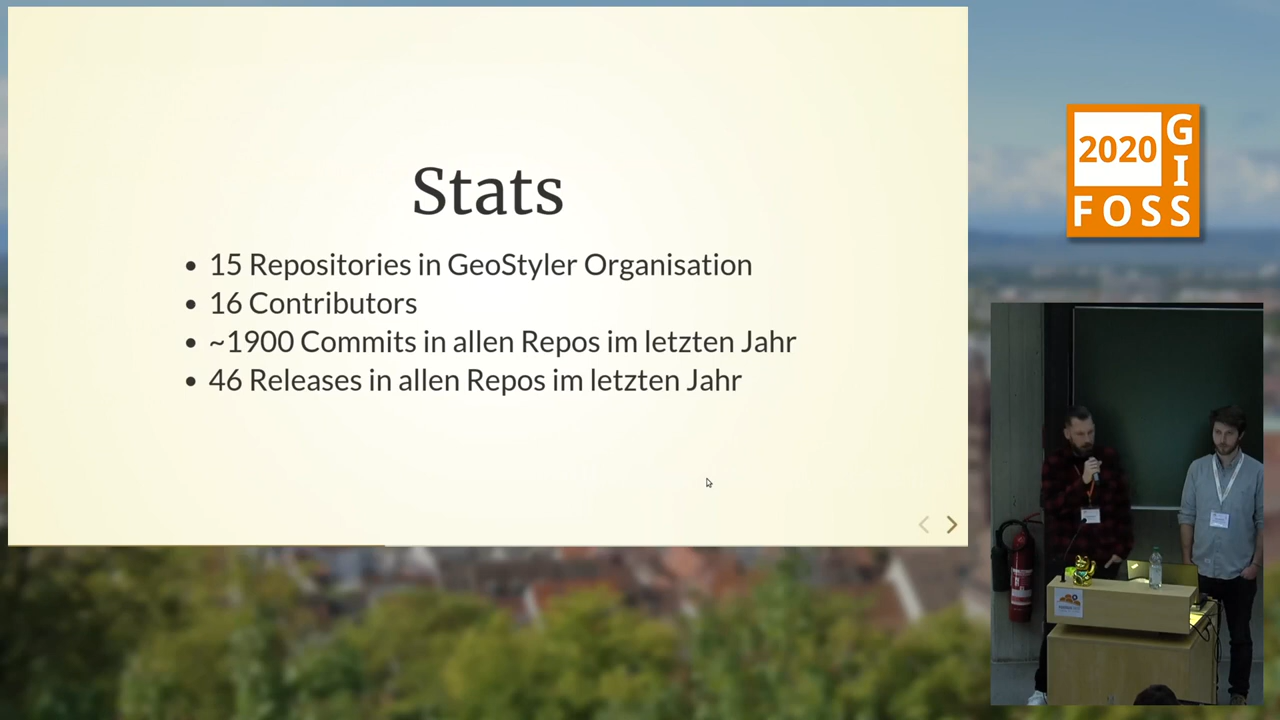 Stats
15 Repositories in GeoStyler Organisation
16 Contributors
~1900 Commits in allen Repos im letzten Jahr
46 Releases in allen Repos im letzten Jahr
2020
G
I
FOSS